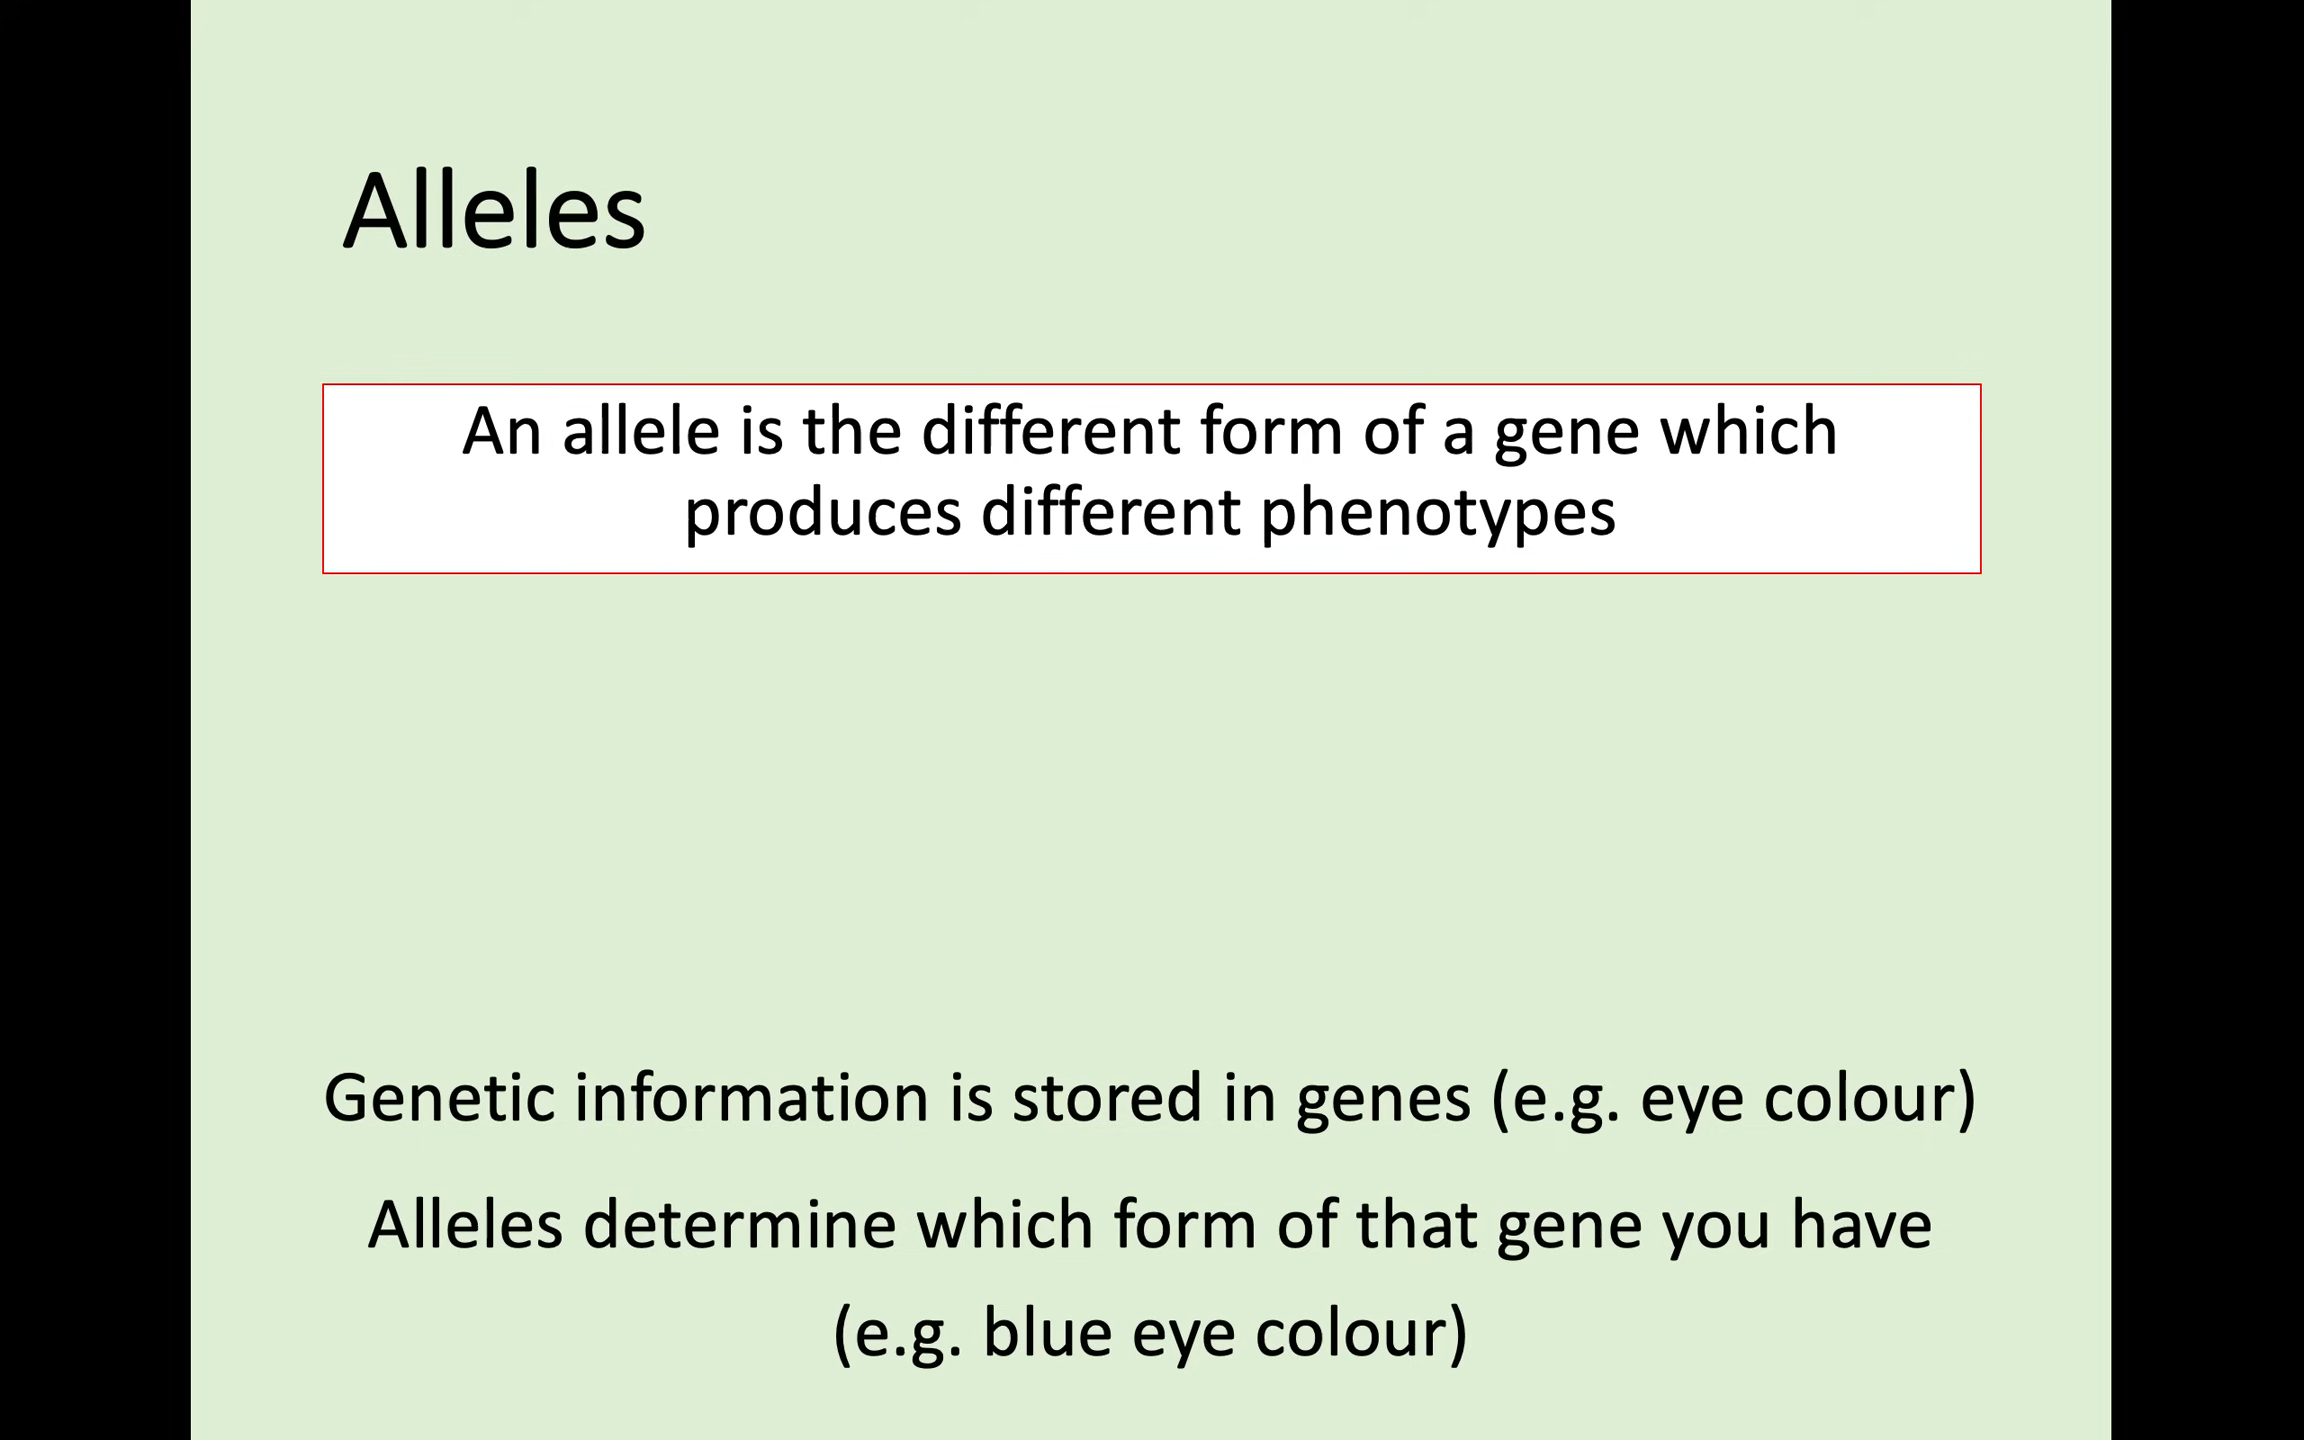 Alleles
An allele is the different form of a gene which
produces different phenotypes
Genetic information is stored in genes (e.g. eye colour)
Alleles determine which form of that gene you have
(e.g. blue eye colour)